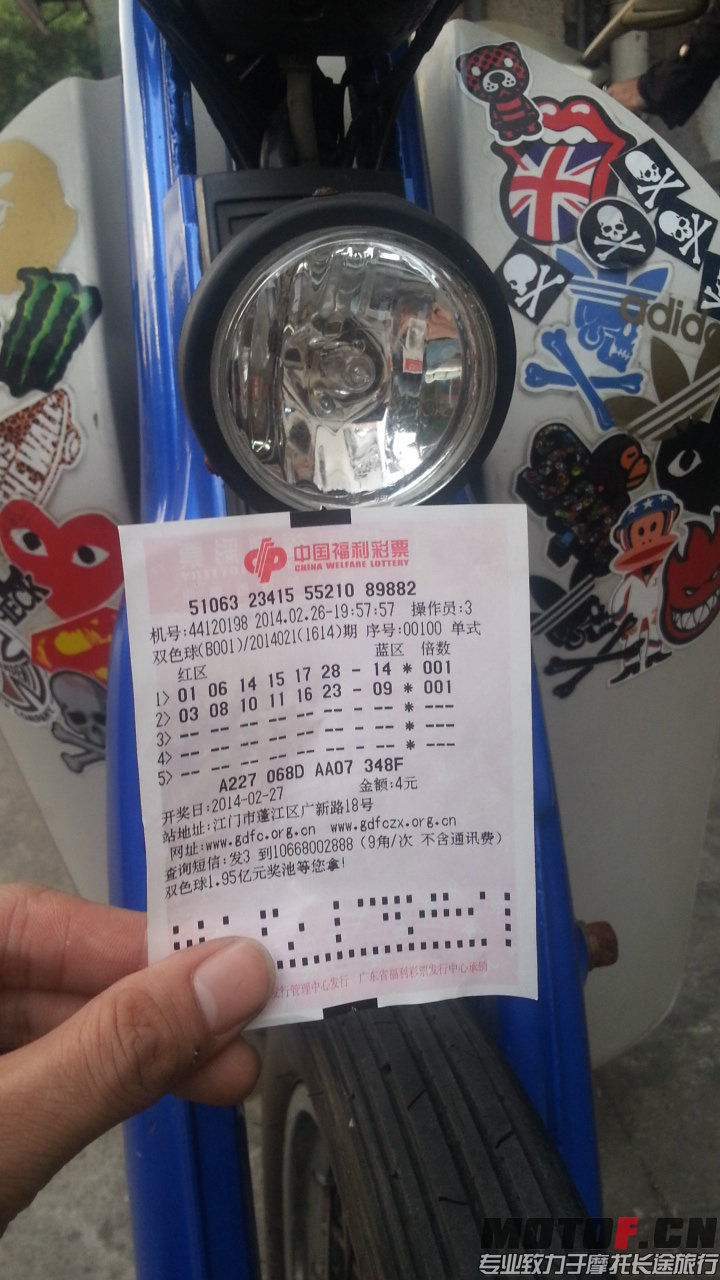 adidas
中国福利彩票
CHINA WELFARE LOTTERY
51063 23415 55210 89882
机号:44120198 2014.02.26-19:57:57 操作员:3
双色球(B001)/2014021(1614)期 序号:00100 单式
红区 蓝区 倍数
1> 01 06 14 15 17 28 - 14 * 001
2> 03 08 10 11 16 23 - 09 * 001
3> -- -- -- -- -- -- - -- * ---
4> -- -- -- -- -- -- - -- * ---
5> -- -- -- -- -- -- - -- * ---
A227 068D AA07 348F
开奖日:2014-02-27 金额:4元
站地址:江门市蓬江区广新路18号
网址:www.gdfc.org.cn www.gdfczx.org.cn
查询短信:发3 到10668002888(9角/次 不含通讯费)
双色球1.95亿元奖池等您拿!
发行管理中心发行 广东省福利彩票发行中心承销
MOTOF.CN
专业致力于摩托长途旅行